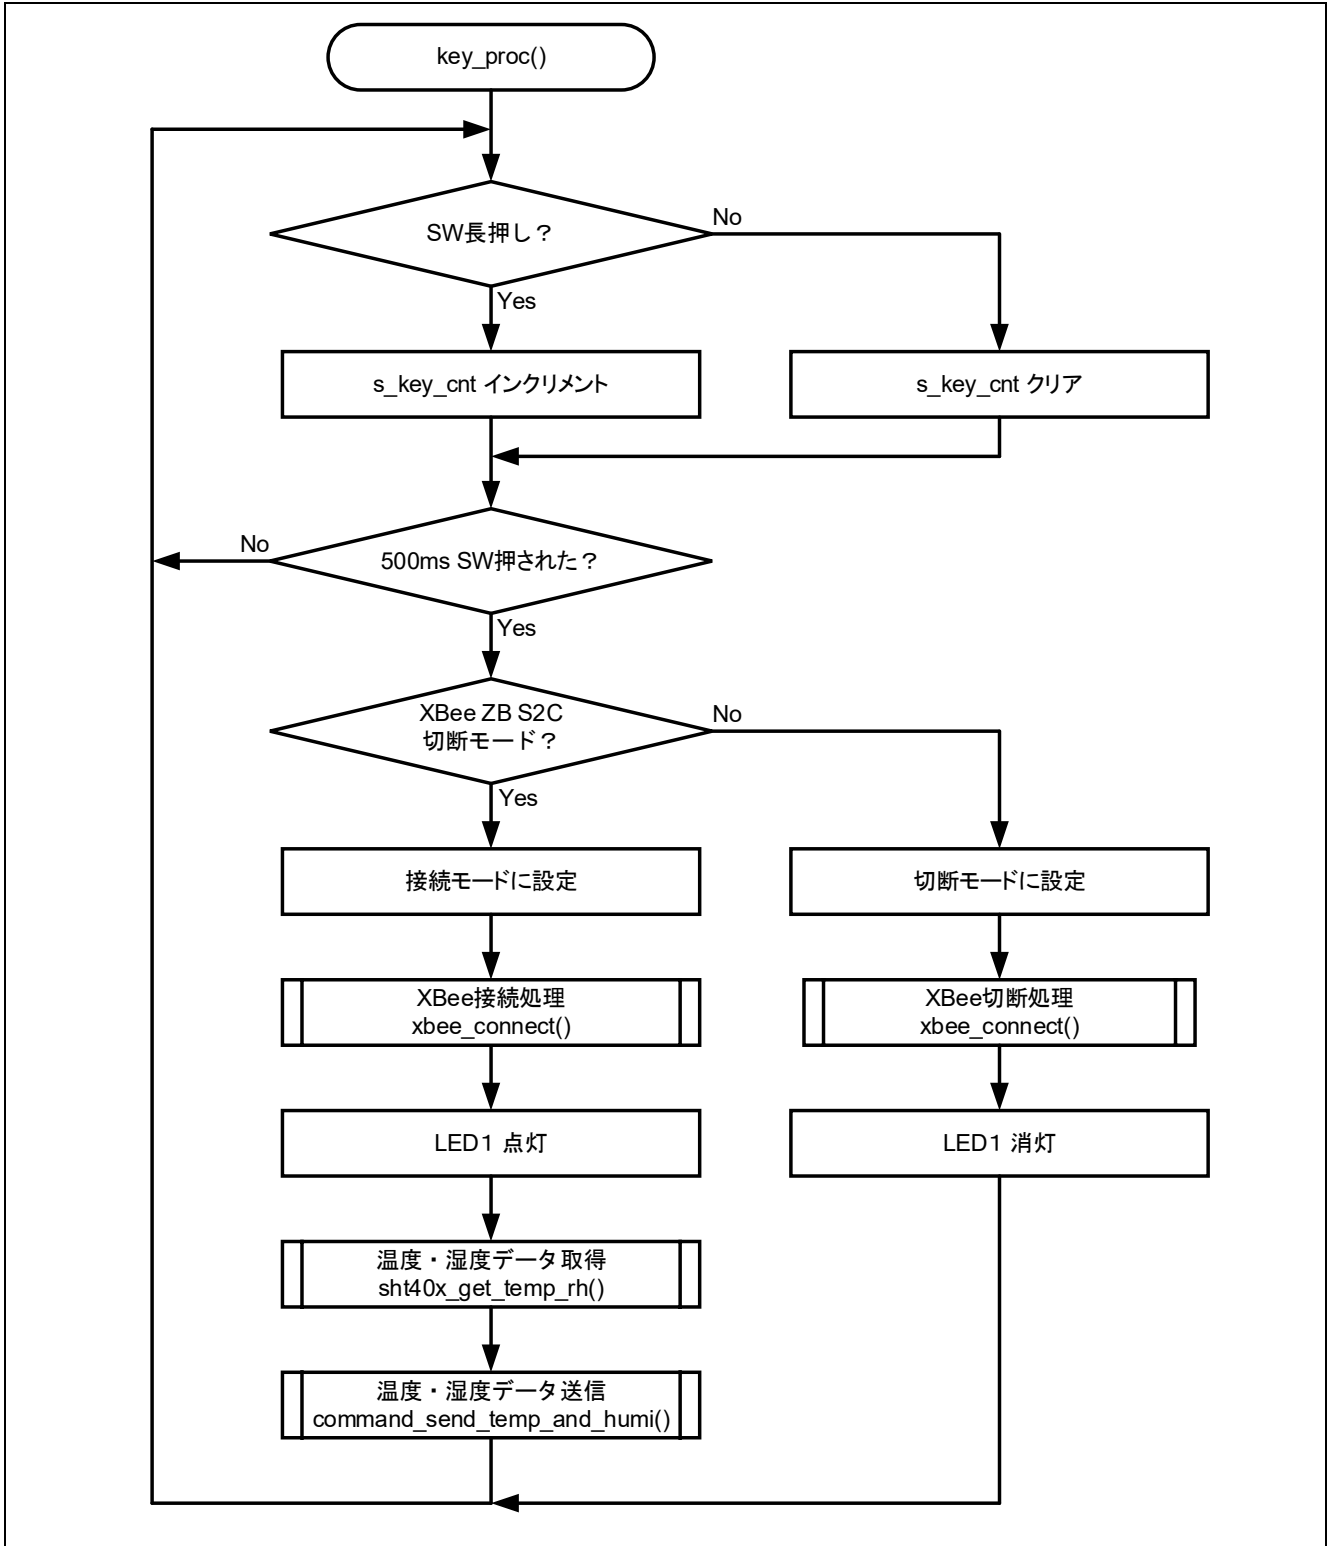 key_proc()
SW長押し？
No
Yes
s_key_cnt インクリメント
s_key_cnt クリア
500ms SW押された？
No
Yes
XBee ZB S2C
切断モード？
No
Yes
接続モードに設定
切断モードに設定
XBee接続処理
xbee_connect()
XBee切断処理
xbee_connect()
LED１ 点灯
LED１ 消灯
温度・湿度データ取得
sht40x_get_temp_rh()
温度・湿度データ送信
command_send_temp_and_humi()